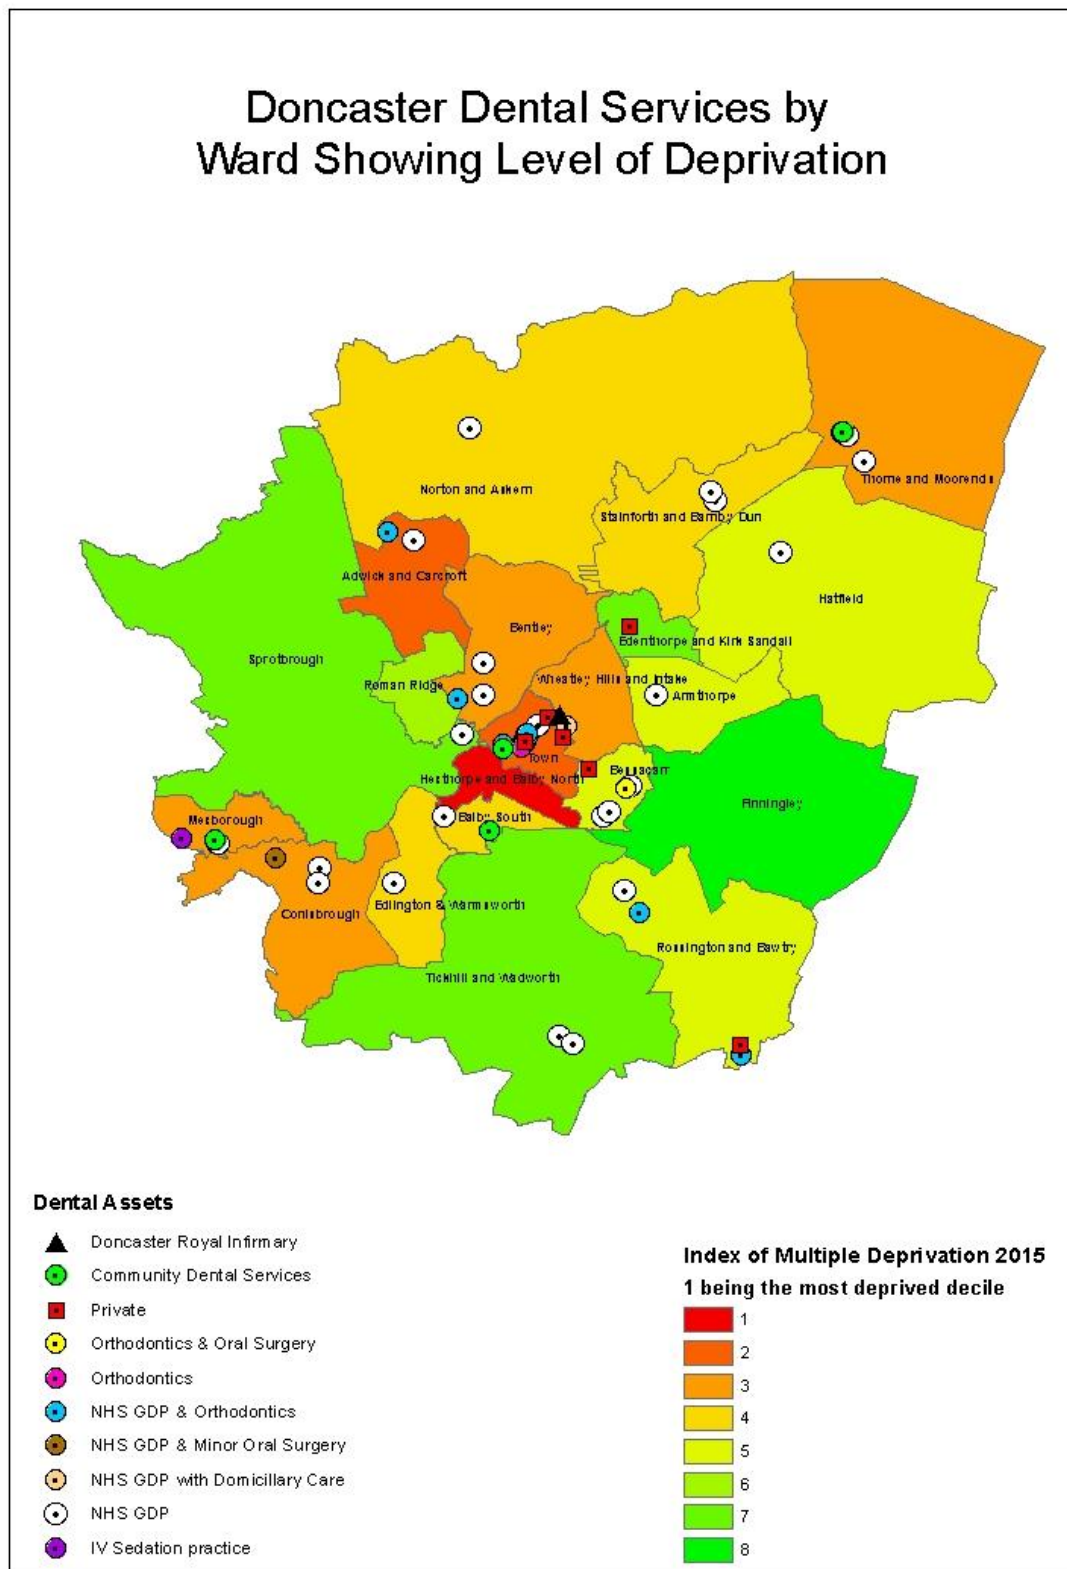 Doncaster Dental Services by
Ward Showing Level of Deprivation
Norton and Askern
Thorne and Moorends
Stainforth and Barnby Dun
Adwick and Carcroft
Hatfield
Bentley
Edenthorpe and Kirk Sandall
Sprotbrough
Roman Ridge
Wheatley Hills and Intake
Armthorpe
Town
Bessacarr
Hexthorpe and Balby North
Finningley
Mexborough
Balby South
Conisbrough
Edlington & Warmsworth
Rossington and Bawtry
Tickhill and Wadworth
Dental Assets
Doncaster Royal Infirmary
Community Dental Services
Private
Orthodontics & Oral Surgery
Orthodontics
NHS GDP & Orthodontics
NHS GDP & Minor Oral Surgery
NHS GDP with Domicillary Care
NHS GDP
IV Sedation practice
Index of Multiple Deprivation 2015
1 being the most deprived decile
1
2
3
4
5
6
7
8